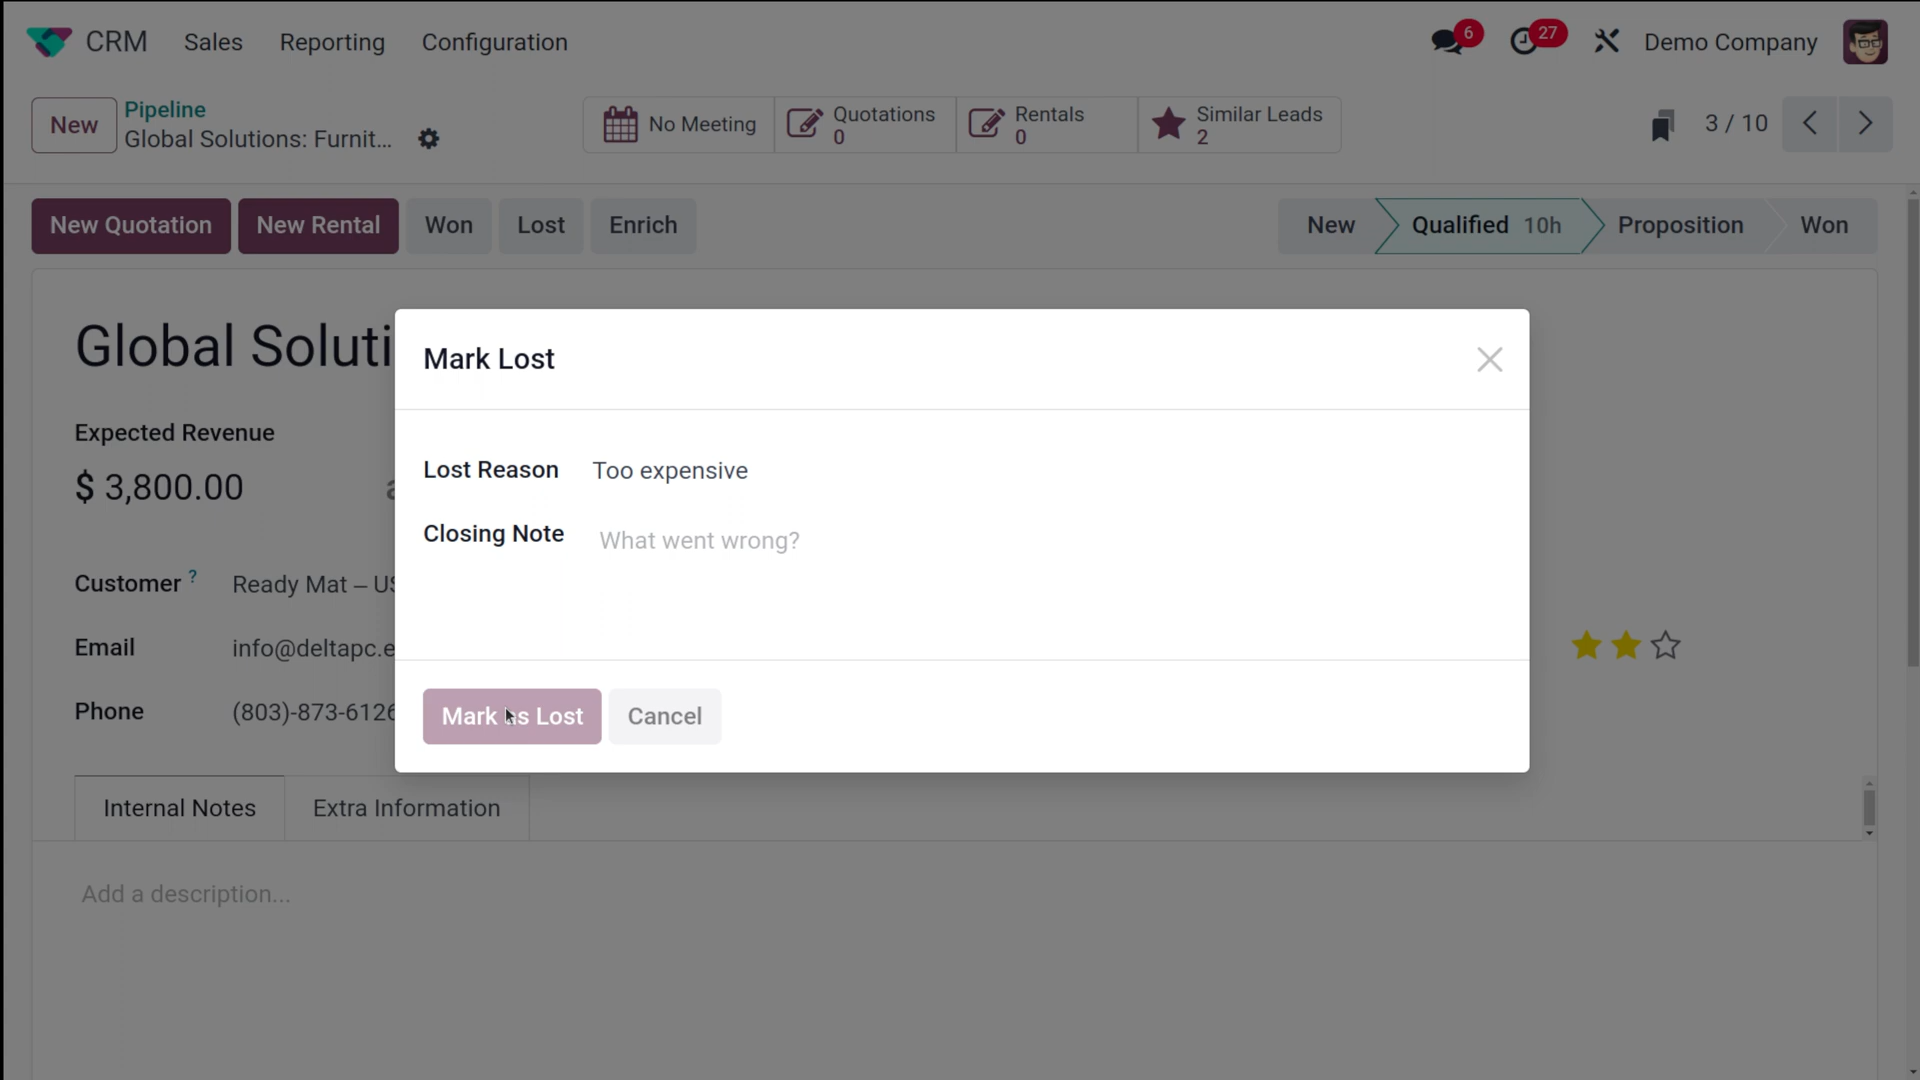 CRM Sales Reporting Configuration 6 27 Demo Company
New Pipeline
Global Solutions: Furnit...
No Meeting
Quotations
0
Rentals
0
Similar Leads
2
3 / 10
New Quotation New Rental Won Lost Enrich
New Qualified 10h Proposition Won
Global Soluti
Mark Lost
Expected Revenue
$ 3,800.00
Lost Reason Too expensive
Closing Note What went wrong?
Customer ? Ready Mat – US
Email info@deltapc.e
Phone (803)-873-6126
Mark as Lost Cancel
Internal Notes Extra Information
Add a description...